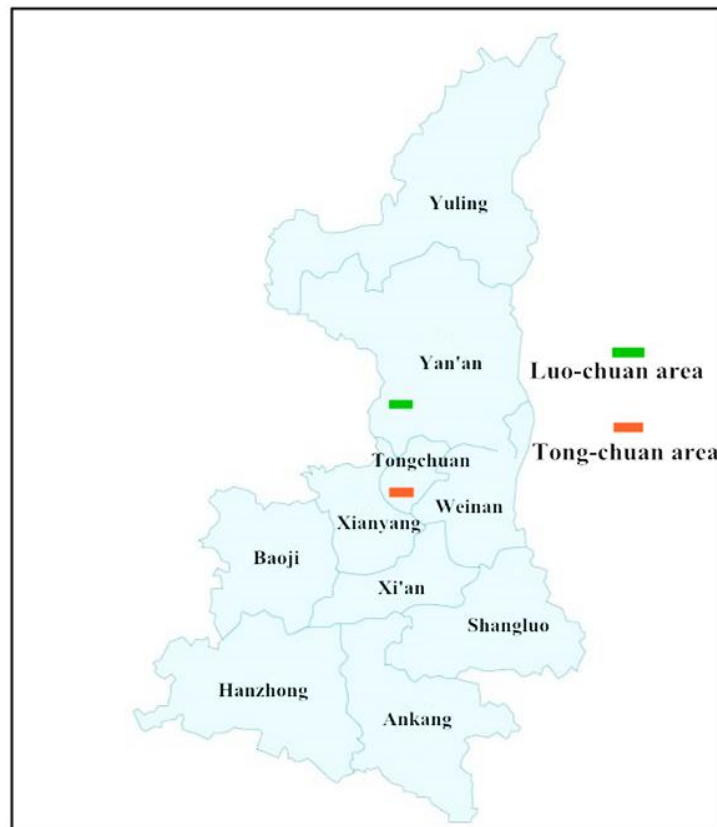 Yuling
Yan'an
Luo-chuan area
Tongchuan
Tong-chuan area
Weinan
Xianyang
Baoji
Xi'an
Shangluo
Hanzhong
Ankang